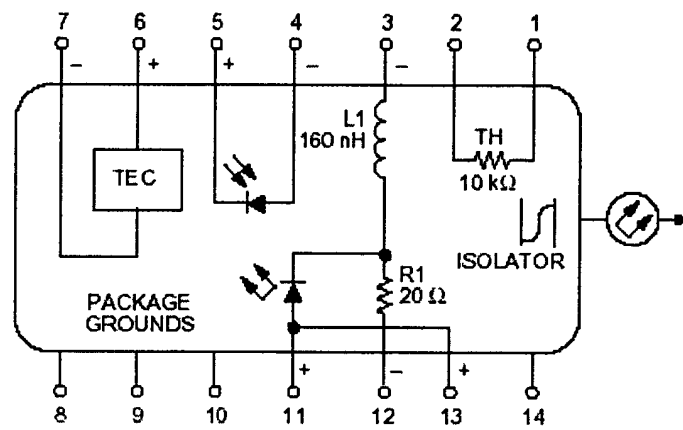 7 6 5 4 3 2 1
− + + − −
L1
160 nH
TH
10 kΩ
TEC
ISOLATOR
R1
20 Ω
PACKAGE
GROUNDS
+ − +
8 9 10 11 12 13 14